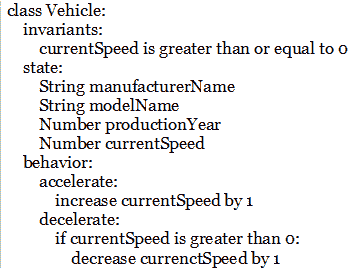 class Vehicle:
invariants:
currentSpeed is greater than or equal to 0
state:
String manufacturerName
String modelName
Number productionYear
Number currentSpeed
behavior:
accelerate:
increase currentSpeed by 1
decelerate:
if currentSpeed is greater than 0:
decrease currenctSpeed by 1